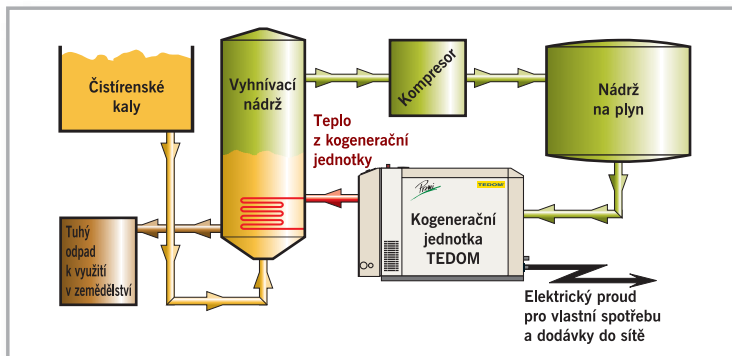 Čistírenské
kaly
Vyhnívací
nádrž
Kompresor
Nádrž
na plyn
Teplo
z kogenerační
jednotky
Tuhý
odpad
k využití
v zemědělství
Premi
TEDOM
Kogenerační
jednotka
TEDOM
Elektrický proud
pro vlastní spotřebu
a dodávky do sítě